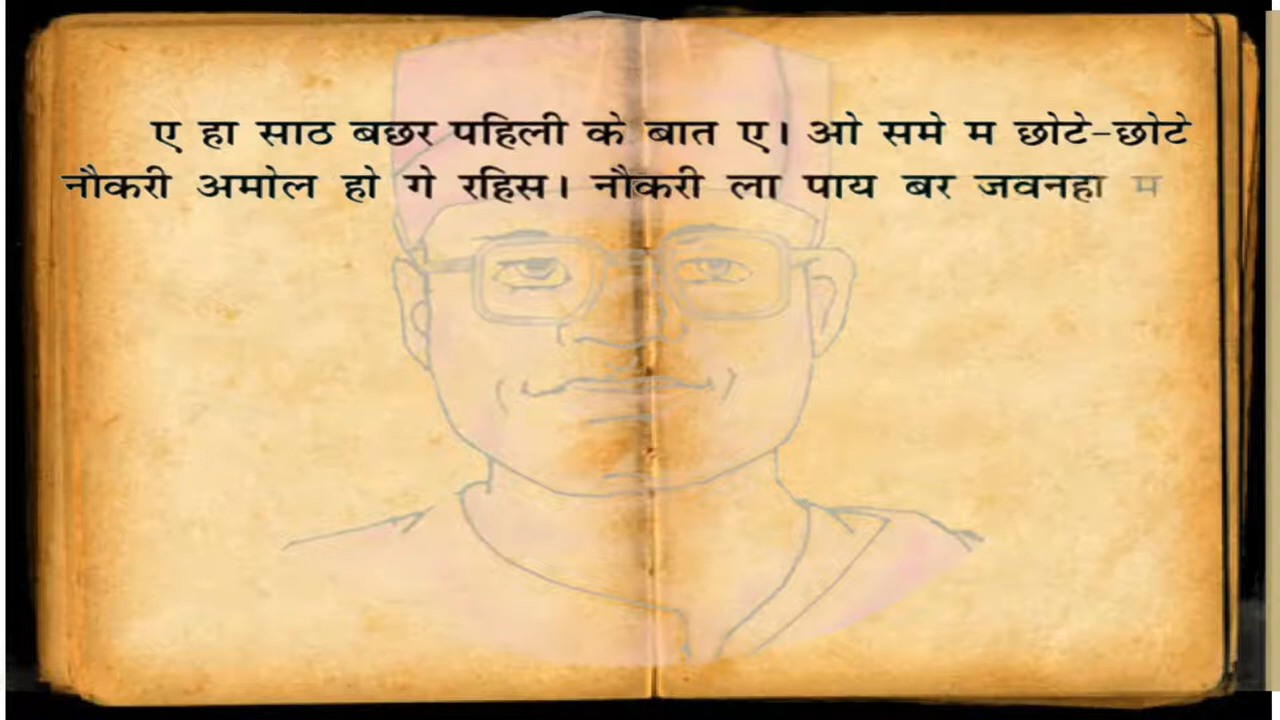 ए हा साठ बछर पहिली के बात ए। ओ समे म छोटे-छोटे
नौकरी अमोल हो गे रहिस। नौकरी ला पाय बर जवनहा म